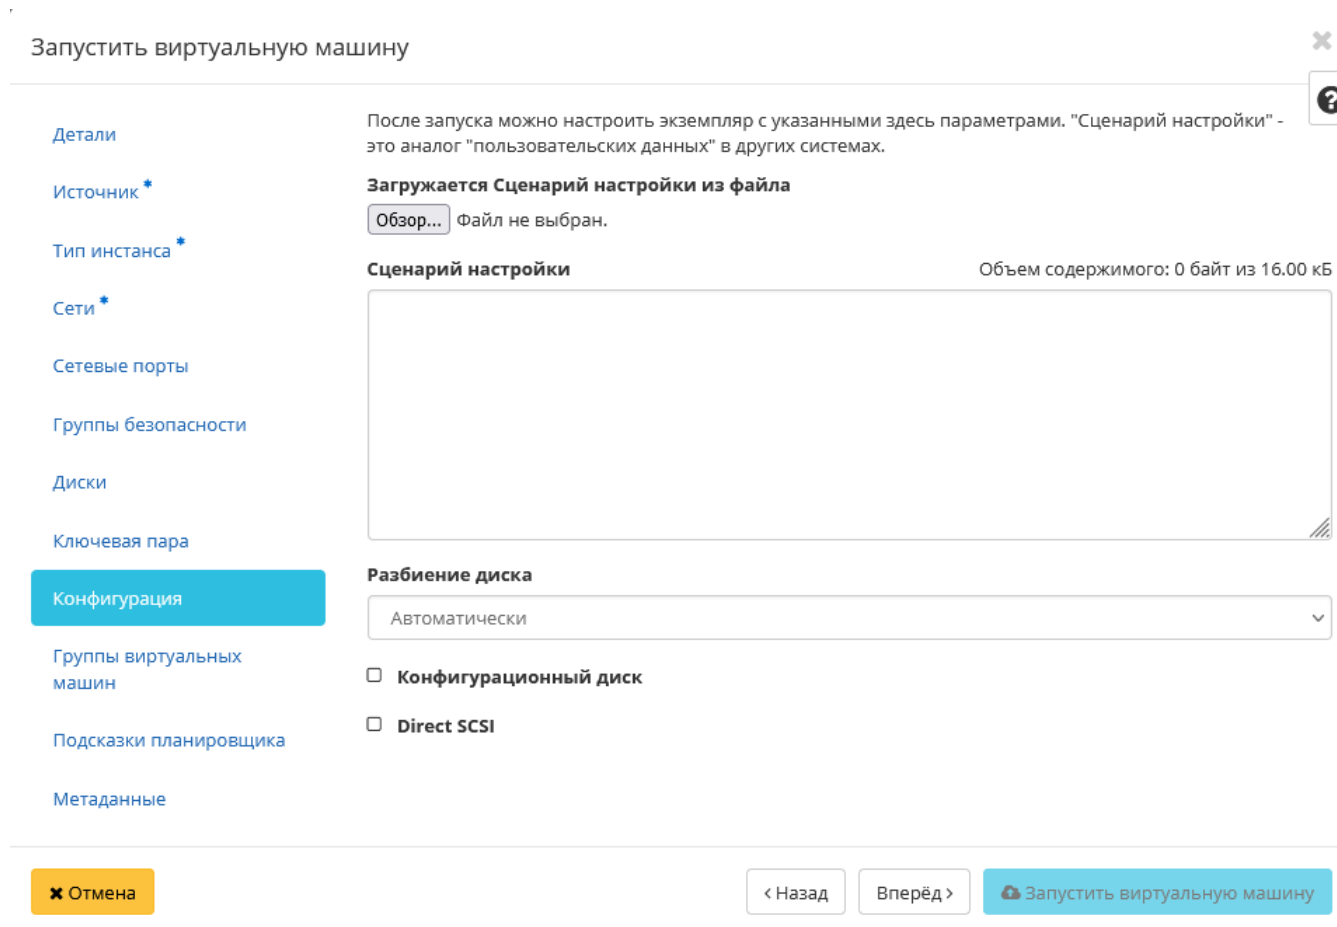 Запустить виртуальную машину
Детали
Источник *
Тип инстанса *
Сети *
Сетевые порты
Группы безопасности
Диски
Ключевая пара
Конфигурация
Группы виртуальных
машин
Подсказки планировщика
Метаданные
После запуска можно настроить экземпляр с указанными здесь параметрами. "Сценарий настройки" -
это аналог "пользовательских данных" в других системах.
Загружается Сценарий настройки из файла
Обзор... Файл не выбран.
Сценарий настройки Объем содержимого: 0 байт из 16.00 кБ
Разбиение диска
Автоматически
Конфигурационный диск
Direct SCSI
Отмена
Назад Вперёд Запустить виртуальную машину